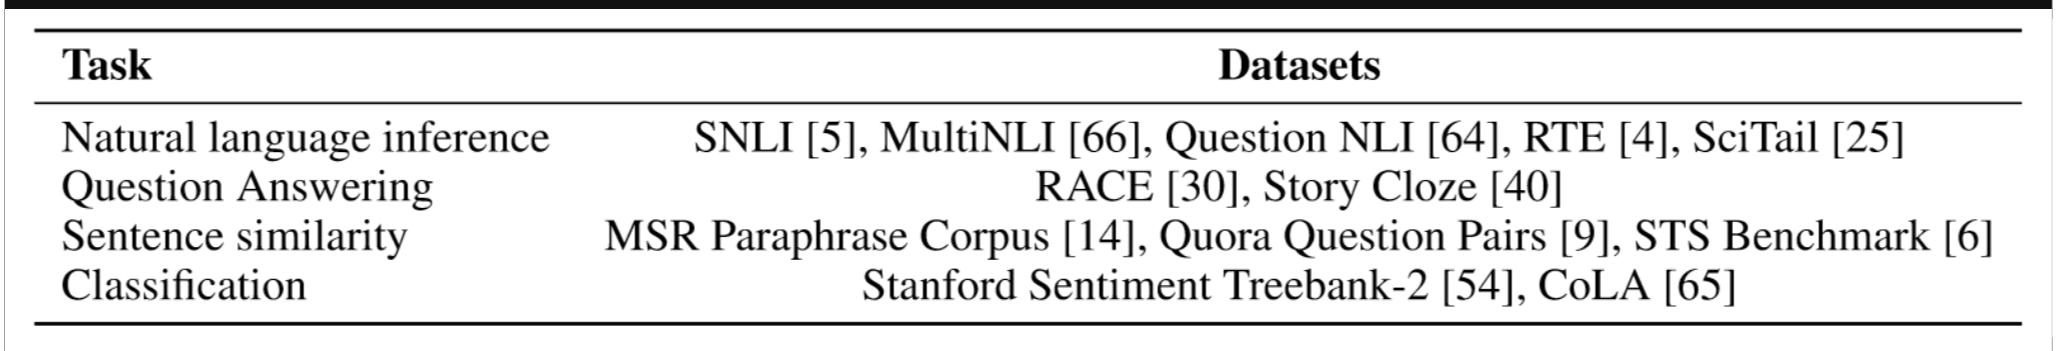 Task Datasets
Natural language inference SNLI [5], MultiNLI [66], Question NLI [64], RTE [4], SciTail [25]
Question Answering RACE [30], Story Cloze [40]
Sentence similarity MSR Paraphrase Corpus [14], Quora Question Pairs [9], STS Benchmark [6]
Classification Stanford Sentiment Treebank-2 [54], CoLA [65]